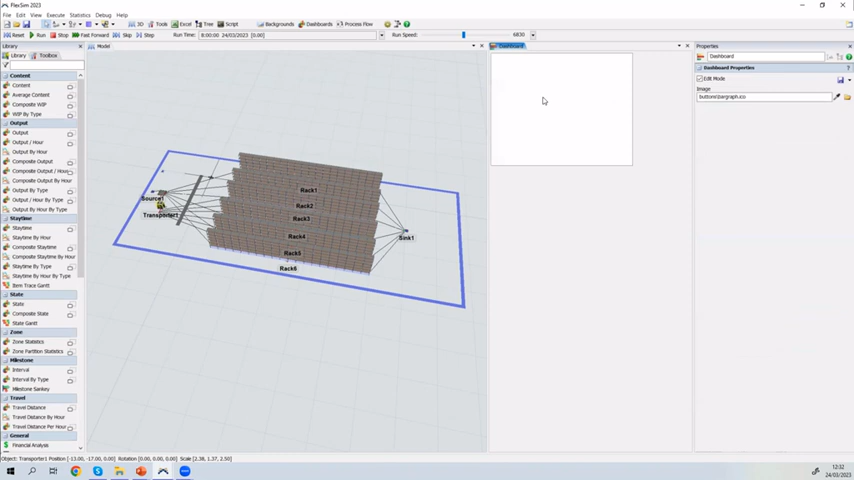 FlexSim 2023
File Edit View Execute Statistics Debug Help
3D Tools Excel Tree Script Backgrounds Dashboards Process Flow
Run Stop Fast Forward Skip Step Run Time: 8:00:00 24/03/2023 [0.00] Run Speed: 6830
Library
Library Toolbox
Content
Content
Average Content
Composite WIP
WIP By Type
Output
Output
Output / Hour
Output By Hour
Composite Output
Composite Output / Hour
Composite Output By Hour
Output By Type
Output / Hour By Type
Output By Hour By Type
Staytime
Staytime
Staytime By Hour
Composite Staytime
Composite Staytime By Hour
Staytime By Type
Staytime By Hour By Type
Item Trace Gantt
State
State
Composite State
State Gantt
Zone
Zone Statistics
Zone Partition Statistics
Milestone
Interval
Interval By Type
Milestone Sankey
Travel
Travel Distance
Travel Distance By Hour
Travel Distance Per Hour
General
Financial Analysis
Model
Source1
Transporter1
Rack1
Rack2
Rack3
Rack4
Rack5
Rack6
Sink1
Dashboard
Properties
Dashboard
Dashboard Properties
Edit Mode
Image
buttons\bargraph.ico
Object: Transporter1 Position [-13.00, -17.00, 0.00] Rotation [0.00, 0.00, 0.00] Scale [2.38, 1.37, 2.50]
12:32
24/03/2023